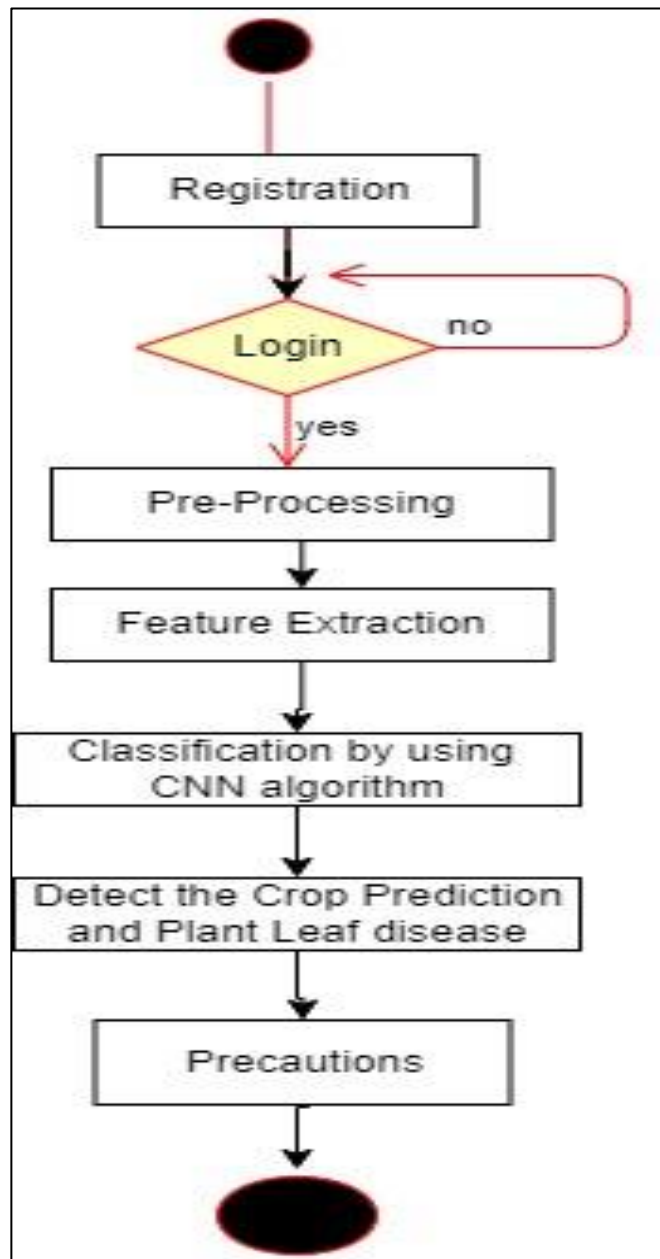 Registration
Login
no
yes
Pre-Processing
Feature Extraction
Classification by using
CNN algorithm
Detect the Crop Prediction
and Plant Leaf disease
Precautions